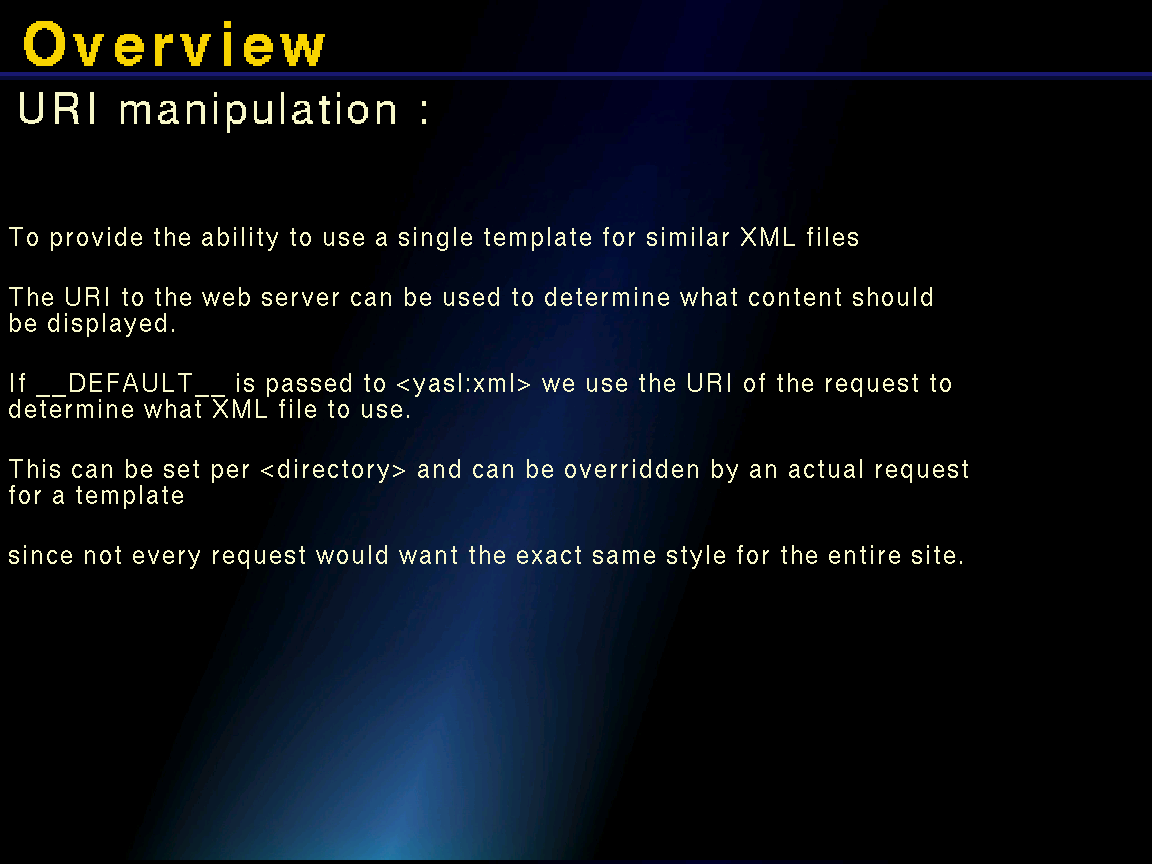 Overview
URI manipulation :
To provide the ability to use a single template for similar XML files
The URI to the web server can be used to determine what content should
be displayed.
If __DEFAULT__ is passed to <yasl:xml> we use the URI of the request to
determine what XML file to use.
This can be set per <directory> and can be overridden by an actual request
for a template
since not every request would want the exact same style for the entire site.